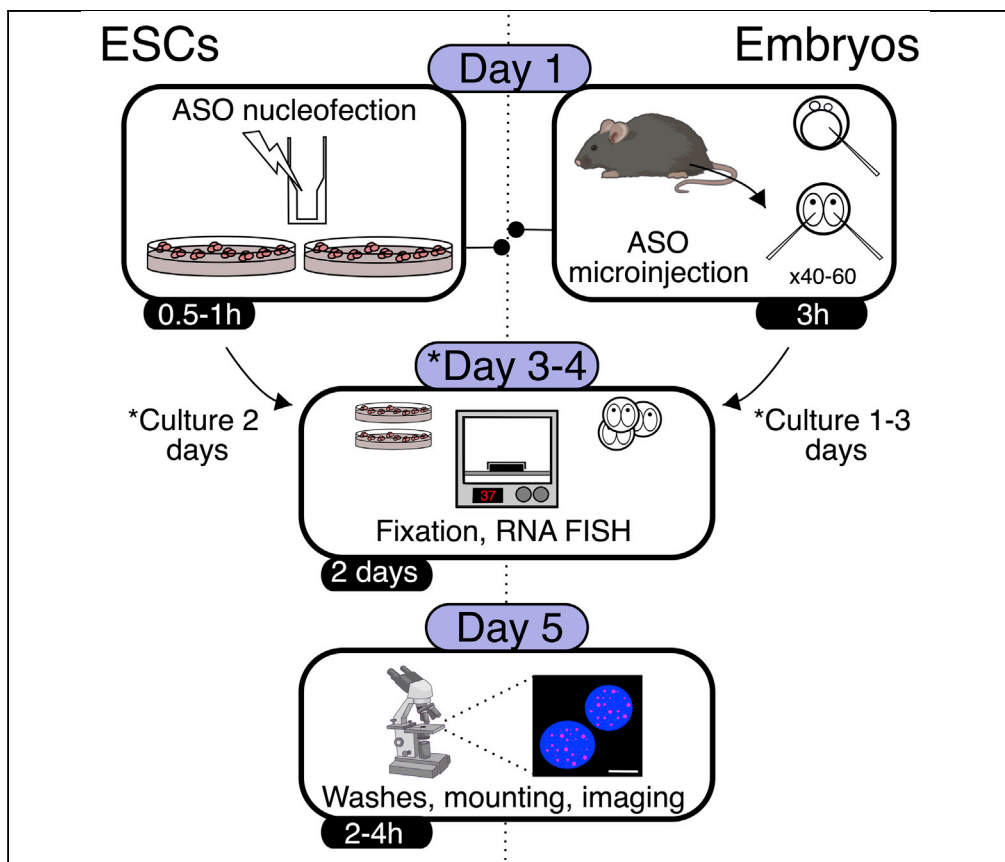 ESCs
Embryos
Day 1
ASO nucleofection
0.5-1h
ASO
microinjection
x40-60
3h
*Culture 2
days
*Day 3-4
*Culture 1-3
days
37
Fixation, RNA FISH
2 days
Day 5
Washes, mounting, imaging
2-4h